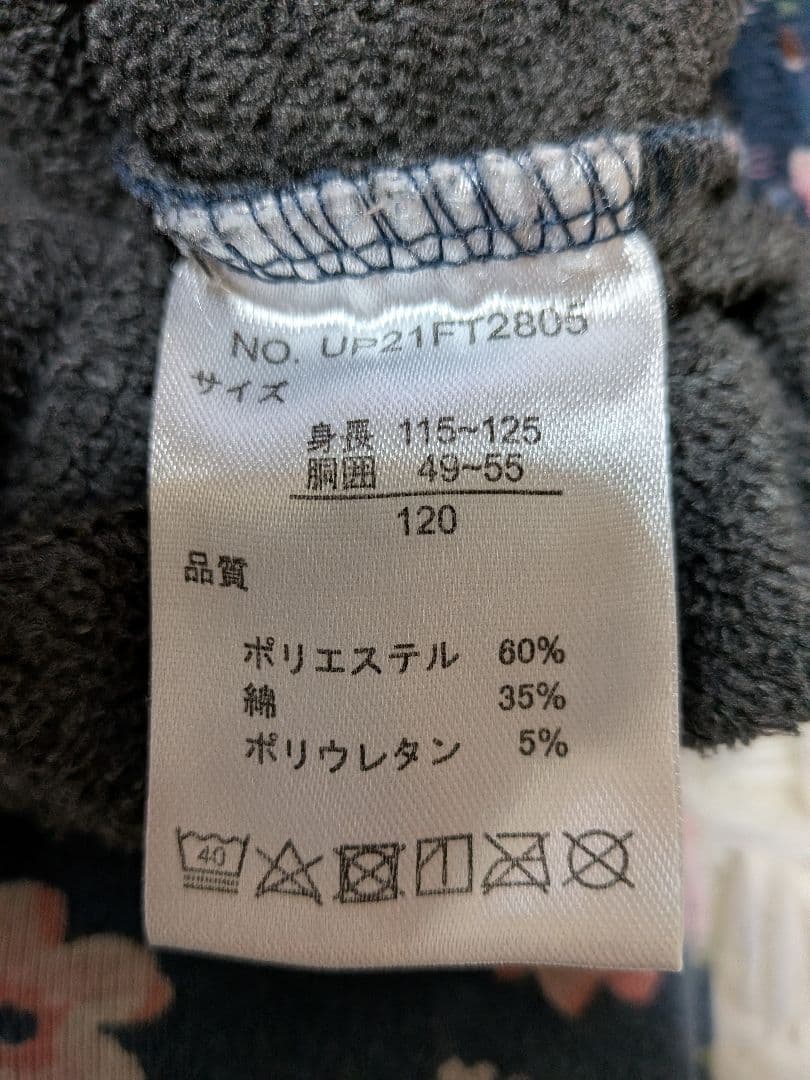 NO. UP21FT2805
サイズ
身長 115~125
胴囲 49~55
120
品質
ポリエステル 60%
綿 35%
ポリウレタン 5%
40